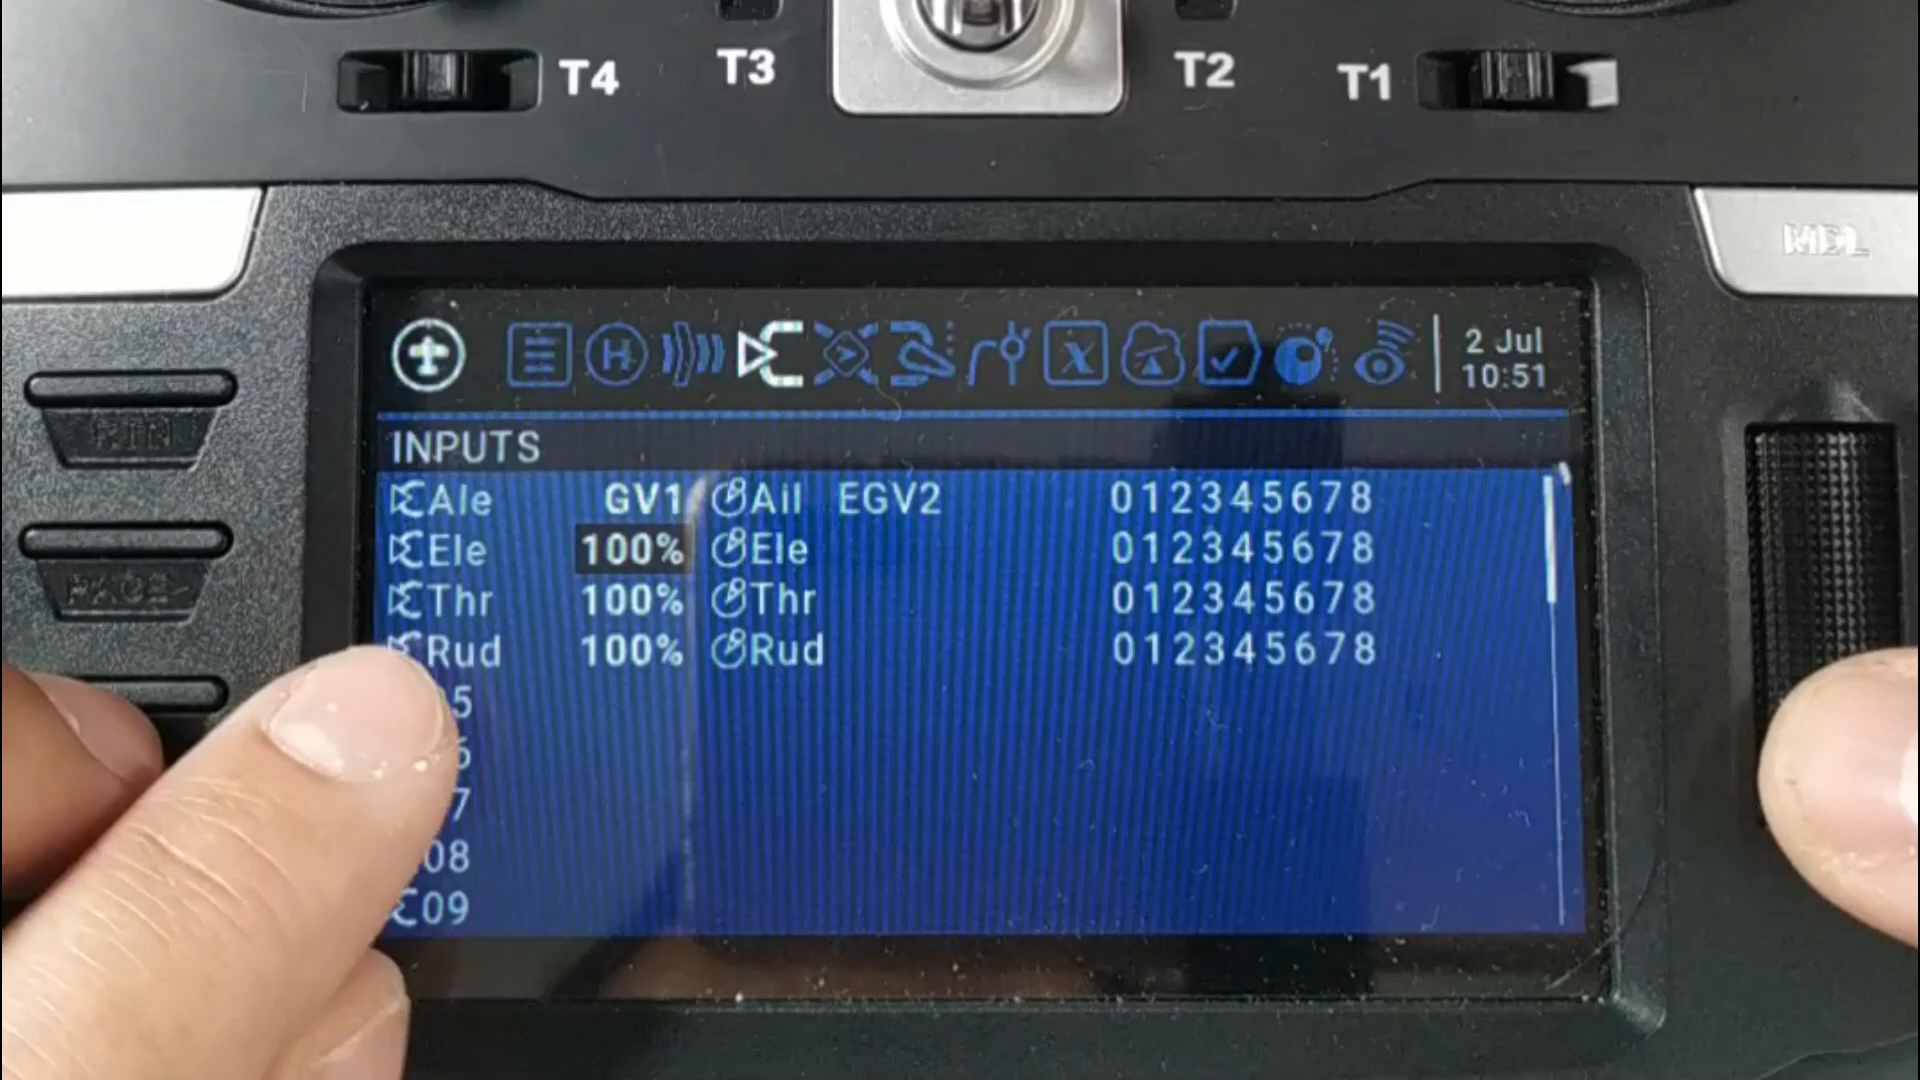 T4 T3 T2 T1
MDL
2 Jul
10:51
INPUTS
Ale GV1 Ail EGV2 012345678
Ele 100% Ele 012345678
Thr 100% Thr 012345678
Rud 100% Rud 012345678
08
09